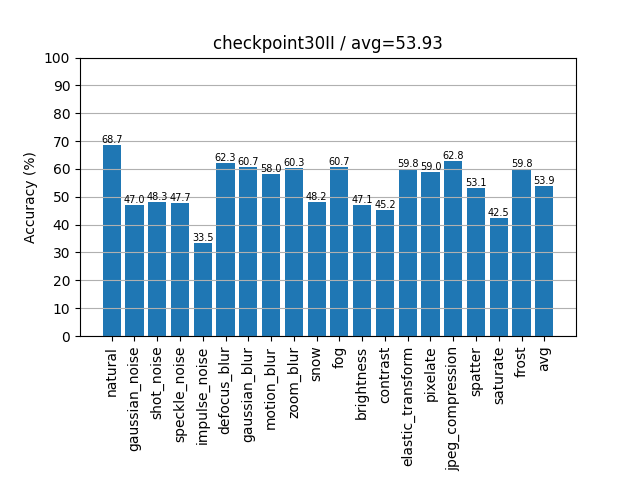 checkpoint30II / avg=53.93
Accuracy (%)
100
90
80
70
60
50
40
30
20
10
0
68.7
47.0
48.3
47.7
33.5
62.3
60.7
58.0
60.3
48.2
60.7
47.1
45.2
59.8
59.0
62.8
53.1
42.5
59.8
53.9
natural
gaussian_noise
shot_noise
speckle_noise
impulse_noise
defocus_blur
gaussian_blur
motion_blur
zoom_blur
snow
fog
brightness
contrast
elastic_transform
pixelate
jpeg_compression
spatter
saturate
frost
avg